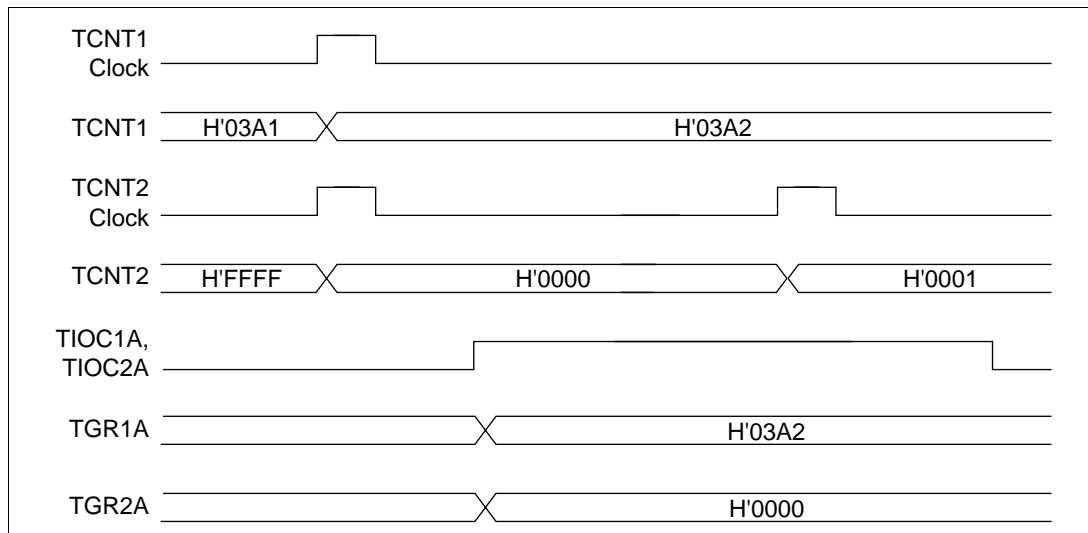 TCNT1
Clock
TCNT1
H'03A1
H'03A2
TCNT2
Clock
TCNT2
H'FFFF
H'0000
H'0001
TIOC1A,
TIOC2A
TGR1A
H'03A2
TGR2A
H'0000